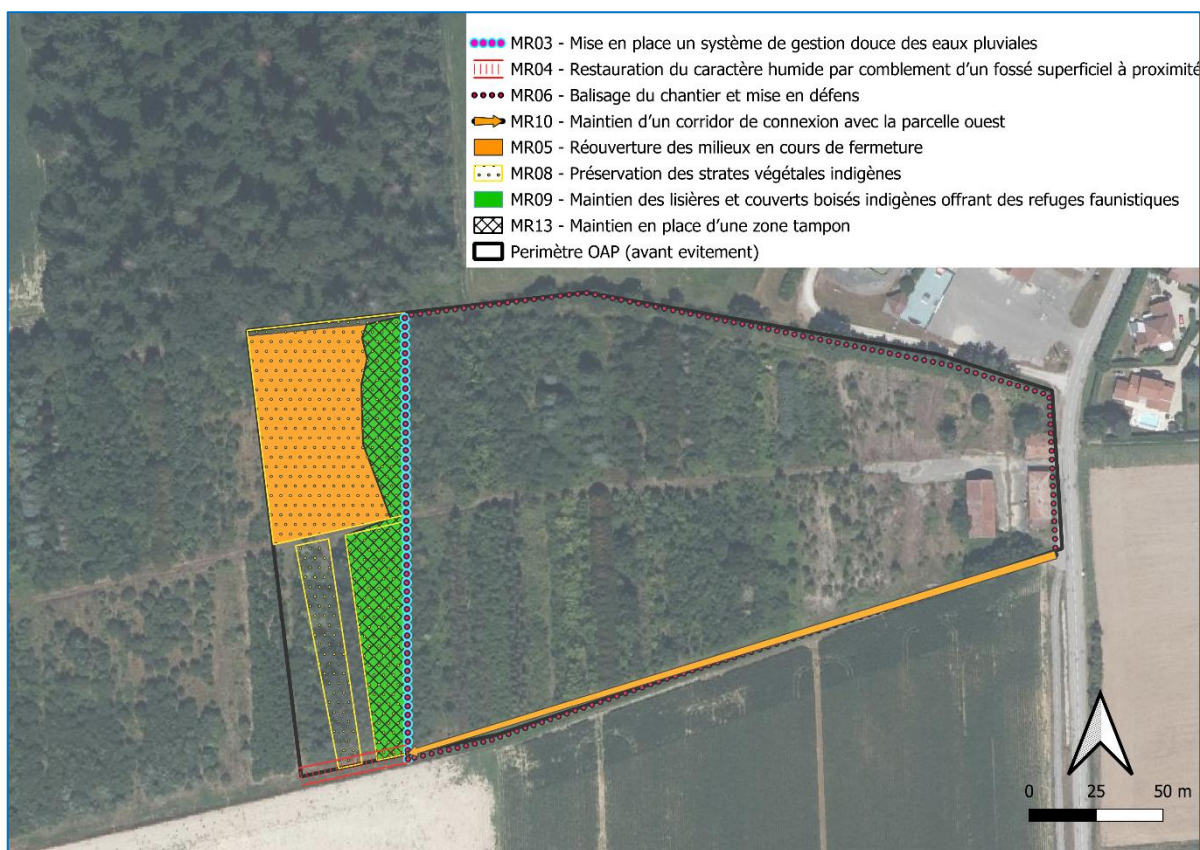 MR03 - Mise en place un système de gestion douce des eaux pluviales
MR04 - Restauration du caractère humide par comblement d'un fossé superficiel à proximité
MR06 - Balisage du chantier et mise en défens
MR10 - Maintien d'un corridor de connexion avec la parcelle ouest
MR05 - Réouverture des milieux en cours de fermeture
MR08 - Préservation des strates végétales indigènes
MR09 - Maintien des lisières et couverts boisés indigènes offrant des refuges faunistiques
MR13 - Maintien en place d'une zone tampon
Perimètre OAP (avant evitement)
0 25 50 m